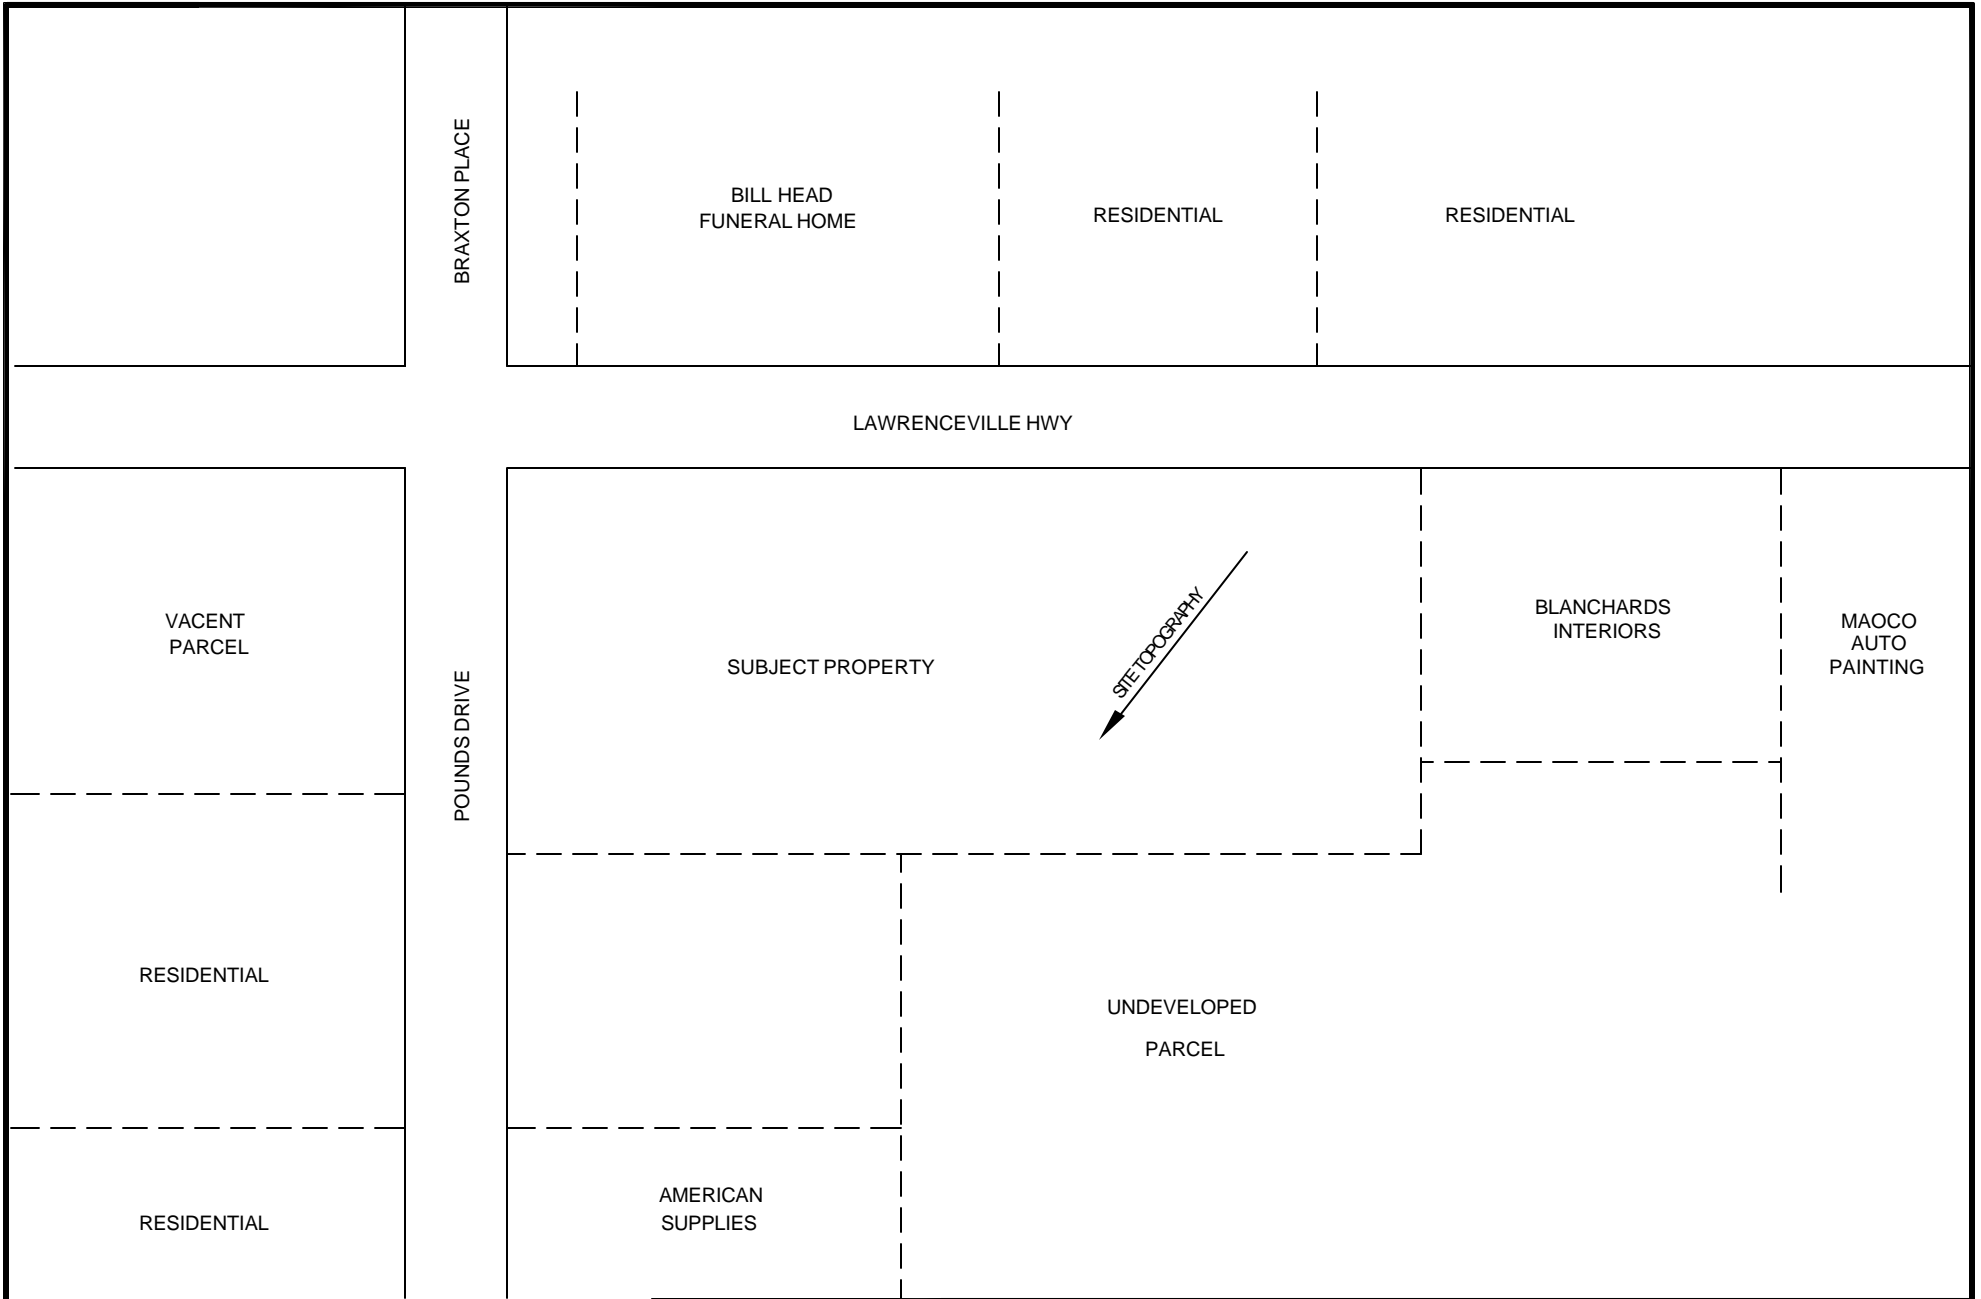 BRAXTON PLACE
BILL HEAD
FUNERAL HOME
RESIDENTIAL
RESIDENTIAL
LAWRENCEVILLE HWY
VACENT
PARCEL
POUNDS DRIVE
SUBJECT PROPERTY
SITE TOPOGRAPHY
BLANCHARDS
INTERIORS
MAOCO
AUTO
PAINTING
RESIDENTIAL
UNDEVELOPED
PARCEL
RESIDENTIAL
AMERICAN
SUPPLIES